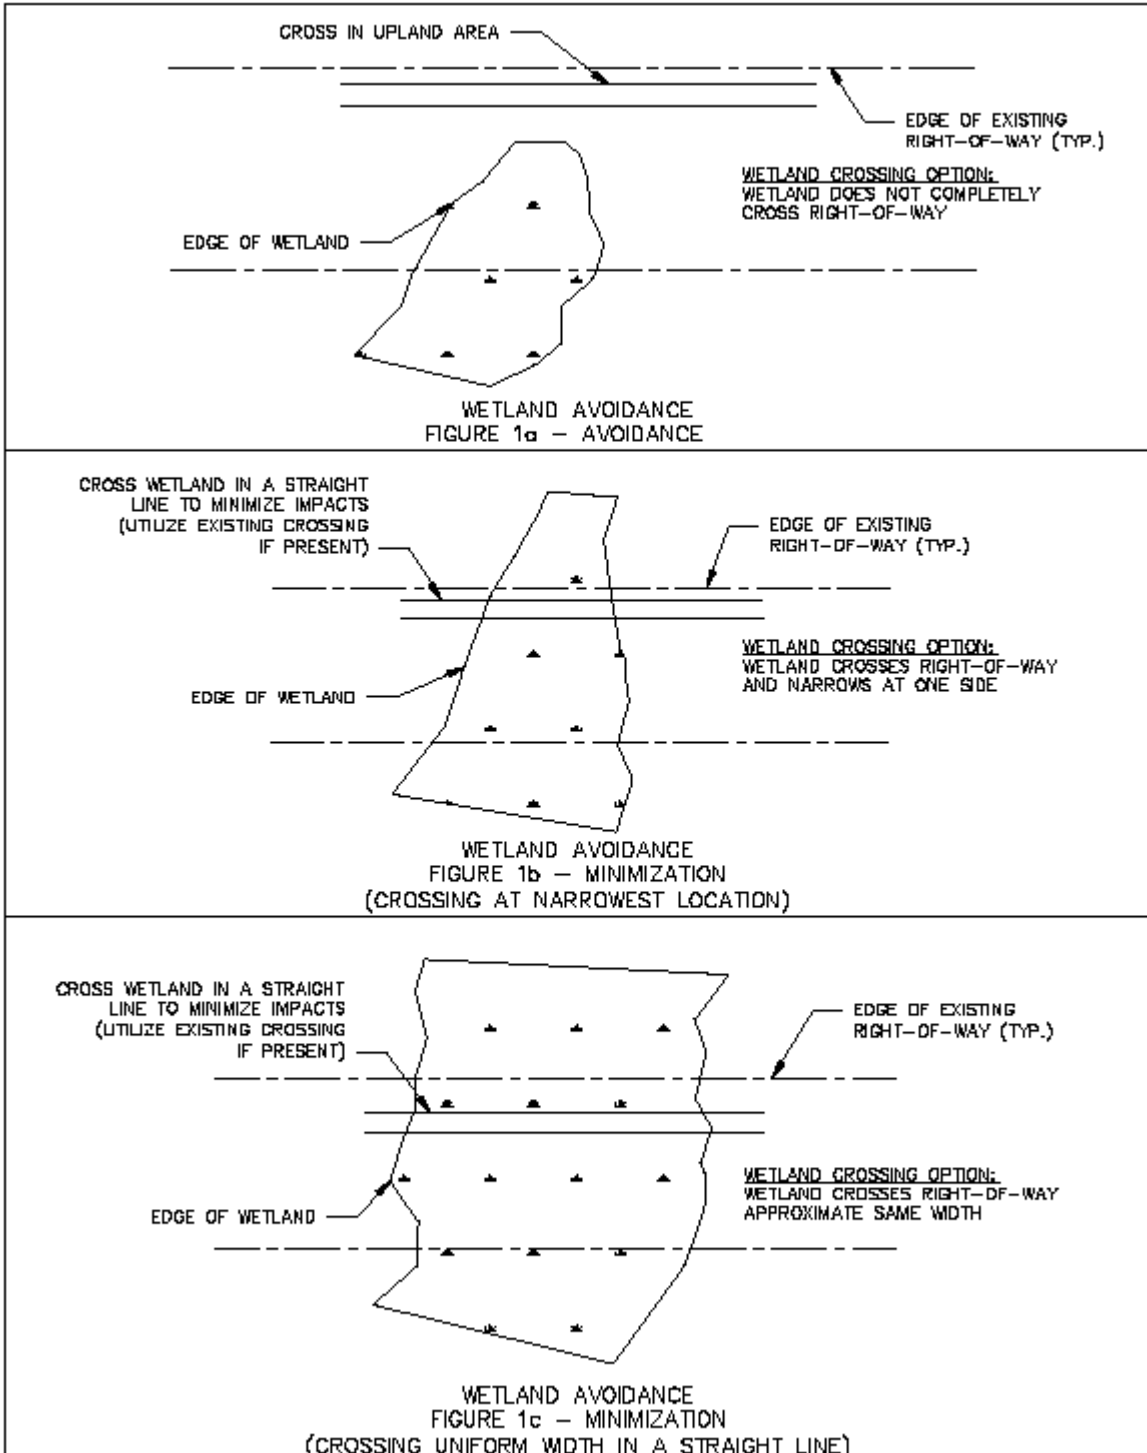 CROSS IN UPLAND AREA
EDGE OF EXISTING
RIGHT-OF-WAY (TYP.)
WETLAND CROSSING OPTION:
WETLAND DOES NOT COMPLETELY
CROSS RIGHT-OF-WAY
EDGE OF WETLAND
WETLAND AVOIDANCE
FIGURE 1a - AVOIDANCE
CROSS WETLAND IN A STRAIGHT
LINE TO MINIMIZE IMPACTS
(UTILIZE EXISTING CROSSING
IF PRESENT)
EDGE OF EXISTING
RIGHT-OF-WAY (TYP.)
WETLAND CROSSING OPTION:
WETLAND CROSSES RIGHT-OF-WAY
AND NARROWS AT ONE SIDE
EDGE OF WETLAND
WETLAND AVOIDANCE
FIGURE 1b - MINIMIZATION
(CROSSING AT NARROWEST LOCATION)
CROSS WETLAND IN A STRAIGHT
LINE TO MINIMIZE IMPACTS
(UTILIZE EXISTING CROSSING
IF PRESENT)
EDGE OF EXISTING
RIGHT-OF-WAY (TYP.)
WETLAND CROSSING OPTION:
WETLAND CROSSES RIGHT-OF-WAY
APPROXIMATE SAME WIDTH
EDGE OF WETLAND
WETLAND AVOIDANCE
FIGURE 1c - MINIMIZATION
(CROSSING UNIFORM WIDTH IN A STRAIGHT LINE)